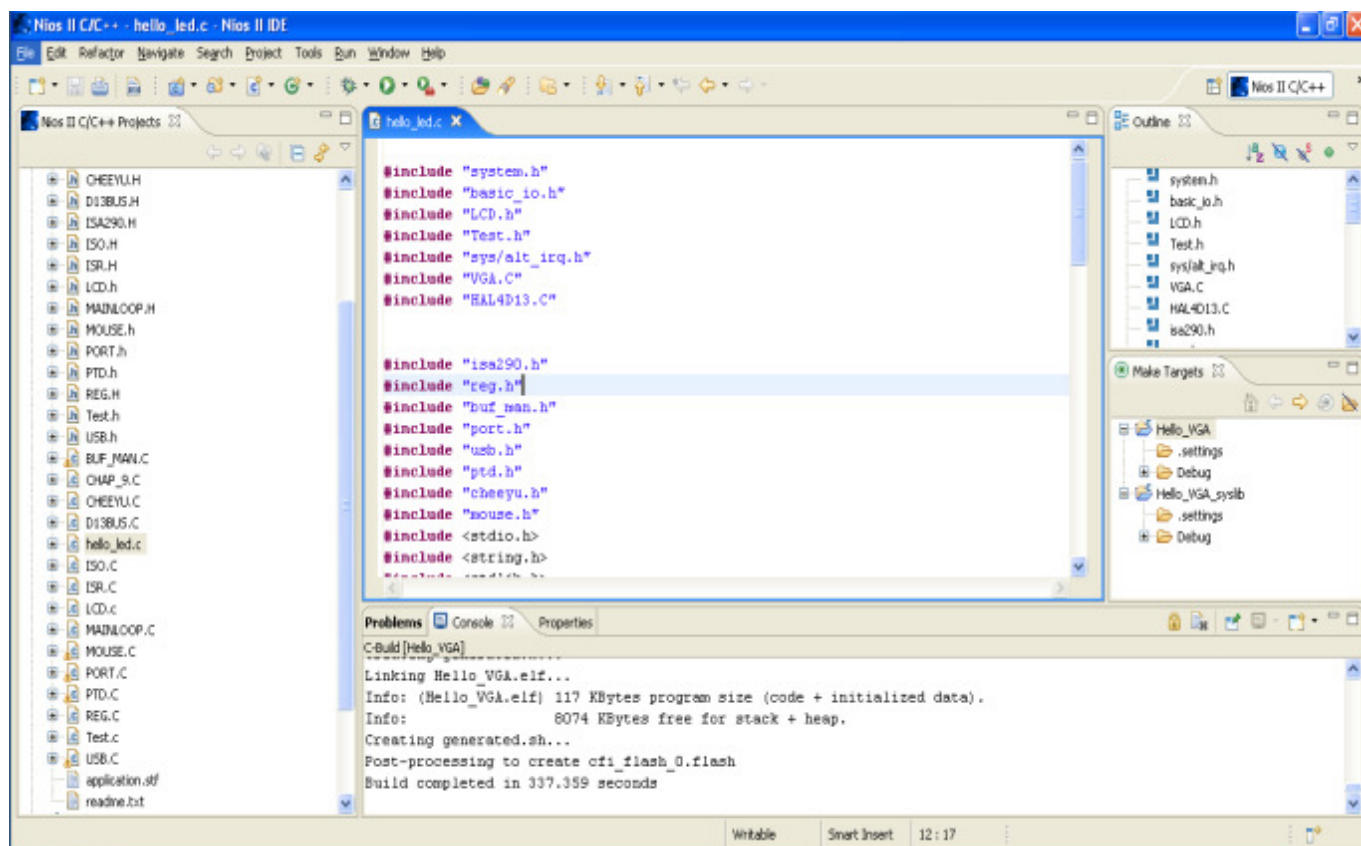 Nios II C/C++ - hello_led.c - Nios II IDE
File Edit Refactor Navigate Search Project Tools Run Window Help
Nios II C/C++
Nios II C/C++ Projects
CHEEYU.H
D13BUS.H
ISA290.H
ISO.H
ISR.H
LCD.h
MAINLOOP.H
MOUSE.h
PORT.h
PTD.h
REG.H
Test.h
USB.h
BUF_MAN.C
CHAP_9.C
CHEEYU.C
D13BUS.C
hello_led.c
ISO.C
ISR.C
LCD.c
MAINLOOP.C
MOUSE.C
PORT.C
PTD.C
REG.C
Test.c
USB.C
application.stf
readme.txt
hello_led.c
#include "system.h"
#include "basic_io.h"
#include "LCD.h"
#include "Test.h"
#include "sys/alt_irq.h"
#include "VGA.C"
#include "HAL4D13.C"
#include "isa290.h"
#include "reg.h"
#include "buf_man.h"
#include "port.h"
#include "usb.h"
#include "ptd.h"
#include "cheeyu.h"
#include "mouse.h"
#include <stdio.h>
#include <string.h>
Outline
system.h
basic_io.h
LCD.h
Test.h
sys/alt_irq.h
VGA.C
HAL4D13.C
isa290.h
Make Targets
Hello_VGA
.settings
Debug
Hello_VGA_syslib
.settings
Debug
Problems Console Properties
C-Build [Hello_VGA]
Linking Hello_VGA.elf...
Info: (Hello_VGA.elf) 117 KBytes program size (code + initialized data).
Info: 8074 KBytes free for stack + heap.
Creating generated.sh...
Post-processing to create cfi_flash_0.flash
Build completed in 337.359 seconds
Writable Smart Insert 12 : 17